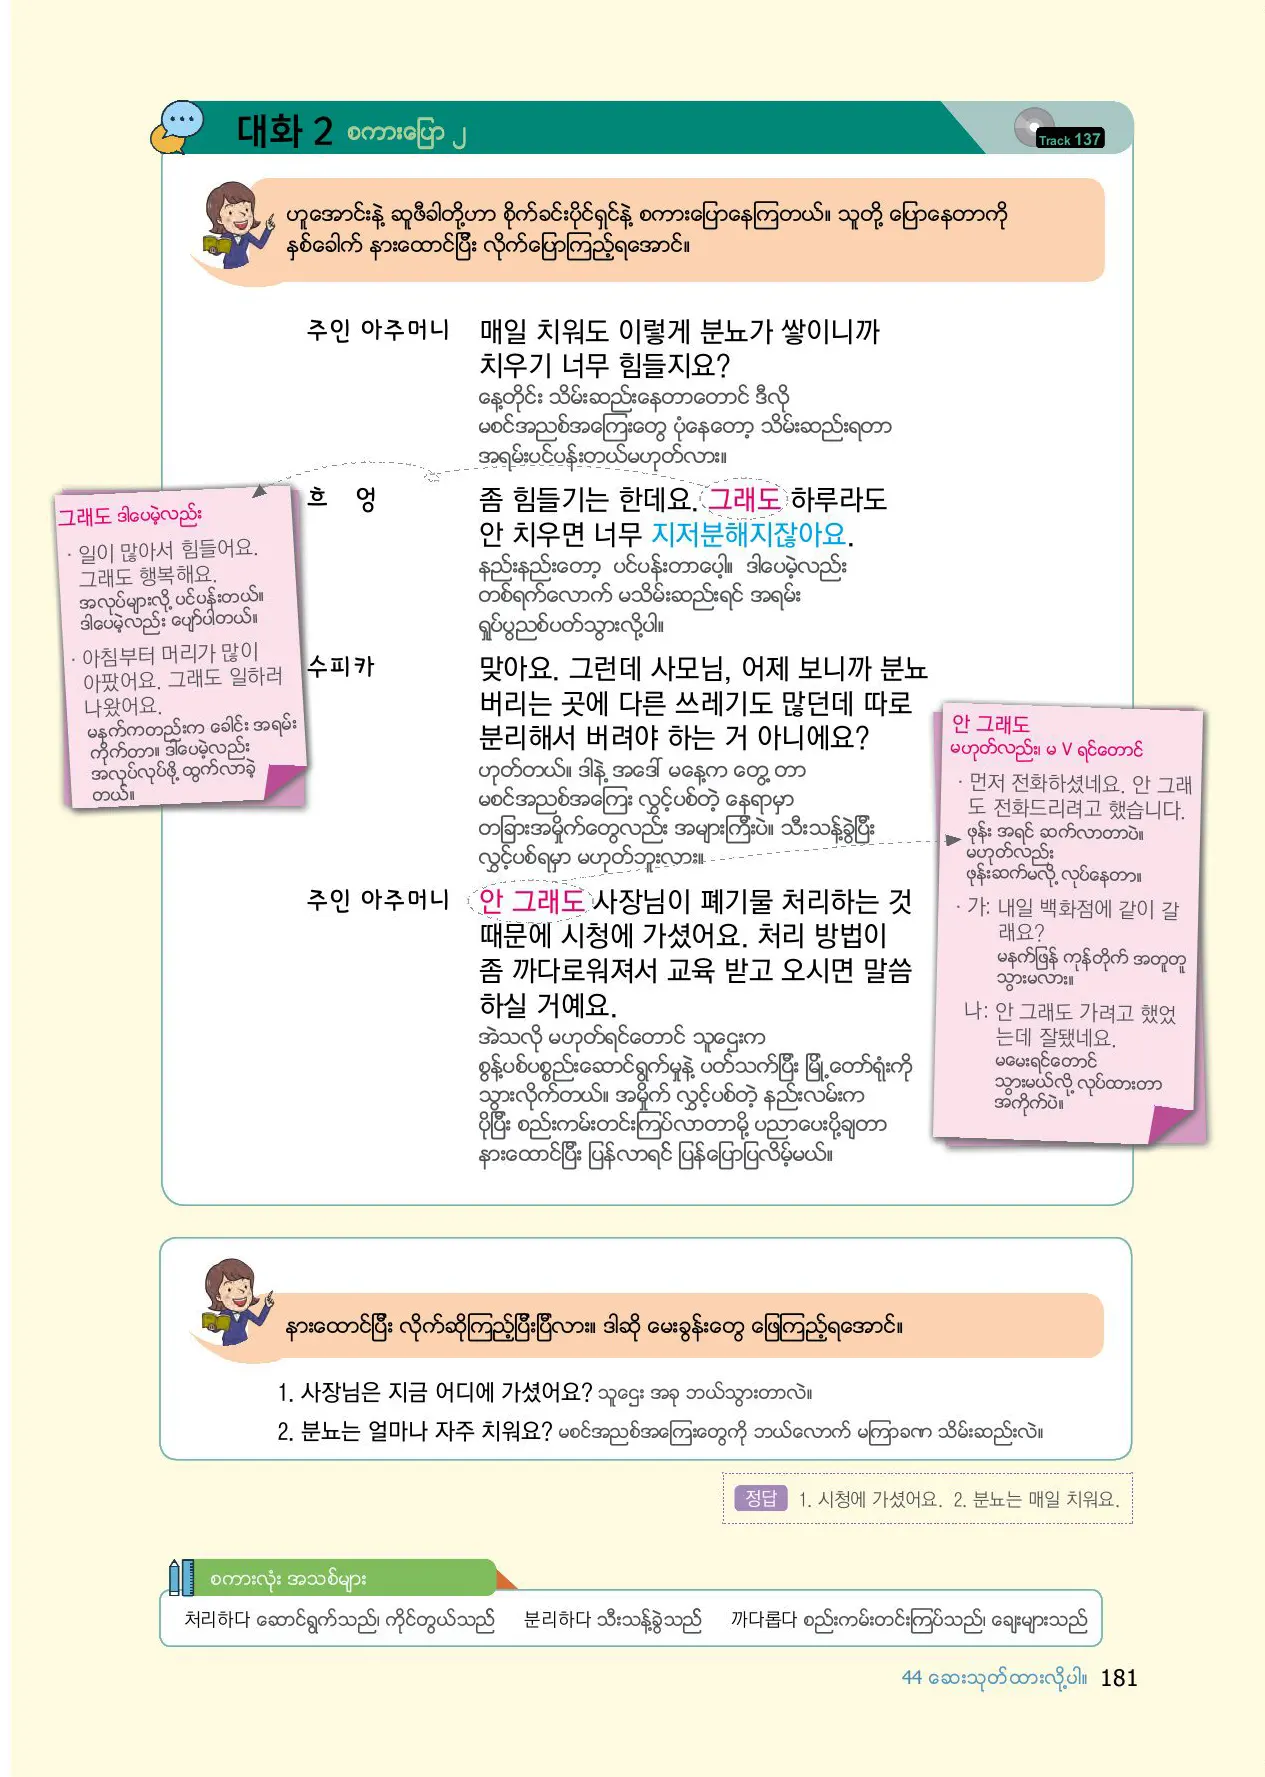 대화 2 စကားပြော ၂
Track 137
ဟူအောင်းနဲ့ ဆူဖီခါတို့ဟာ စိုက်ခင်းပိုင်ရှင်နဲ့ စကားပြောနေကြတယ်။ သူတို့ ပြောနေတာကို
နှစ်ခေါက် နားထောင်ပြီး လိုက်ပြောကြည့်ရအောင်။
주인 아주머니 매일 치워도 이렇게 분뇨가 쌓이니까
치우기 너무 힘들지요?
နေ့တိုင်း သိမ်းဆည်းနေတာတောင် ဒီလို
မစင်အညစ်အကြေးတွေ ပုံနေတော့ သိမ်းဆည်းရတာ
အရမ်းပင်ပန်းတယ်မဟုတ်လား။
흐엉 좀 힘들기는 한데요. 그래도 하루라도
안 치우면 너무 지저분해지잖아요.
နည်းနည်းတော့ ပင်ပန်းတာပေါ့။ ဒါပေမဲ့လည်း
တစ်ရက်လောက် မသိမ်းဆည်းရင် အရမ်း
ရှုပ်ပွညစ်ပတ်သွားလို့ပါ။
수피카 맞아요. 그런데 사모님, 어제 보니까 분뇨
버리는 곳에 다른 쓰레기도 많던데 따로
분리해서 버려야 하는 거 아니에요?
ဟုတ်တယ်။ ဒါနဲ့ အဒေါ် မနေ့က တွေ့တာ
မစင်အညစ်အကြေး လွှင့်ပစ်တဲ့ နေရာမှာ
တခြားအမှိုက်တွေလည်း အများကြီးပဲ။ သီးသန့်ခွဲပြီး
လွှင့်ပစ်ရမှာ မဟုတ်ဘူးလား။
주인 아주머니 안 그래도 사장님이 폐기물 처리하는 것
때문에 시청에 가셨어요. 처리 방법이
좀 까다로워져서 교육 받고 오시면 말씀
하실 거예요.
အဲသလို မဟုတ်ရင်တောင် သူဌေးက
စွန့်ပစ်ပစ္စည်းဆောင်ရွက်မှုနဲ့ ပတ်သက်ပြီး မြို့တော်ရုံးကို
သွားလိုက်တယ်။ အမှိုက် လွှင့်ပစ်တဲ့ နည်းလမ်းက
ပိုပြီး စည်းကမ်းတင်းကြပ်လာတာမို့ ပညာပေးပို့ချတာ
နားထောင်ပြီး ပြန်လာရင် ပြန်ပြောပြလိမ့်မယ်။
그래도 ဒါပေမဲ့လည်း
· 일이 많아서 힘들어요.
그래도 행복해요.
အလုပ်များလို့ ပင်ပန်းတယ်။
ဒါပေမဲ့လည်း ပျော်ပါတယ်။
· 아침부터 머리가 많이
아팠어요. 그래도 일하러
나왔어요.
မနက်ကတည်းက ခေါင်း အရမ်း
ကိုက်တာ။ ဒါပေမဲ့လည်း
အလုပ်လုပ်ဖို့ ထွက်လာခဲ့
တယ်။
안 그래도
မဟုတ်လည်း၊ မ V ရင်တောင်
· 먼저 전화하셨네요. 안 그래
도 전화드리려고 했습니다.
ဖုန်း အရင် ဆက်လာတာပဲ။
မဟုတ်လည်း
ဖုန်းဆက်မလို့ လုပ်နေတာ။
· 가: 내일 백화점에 같이 갈
래요?
မနက်ဖြန် ကုန်တိုက် အတူတူ
သွားမလား။
나: 안 그래도 가려고 했었
는데 잘됐네요.
မမေးရင်တောင်
သွားမယ်လို့ လုပ်ထားတာ
အကိုက်ပဲ။
နားထောင်ပြီး လိုက်ဆိုကြည့်ပြီးပြီလား။ ဒါဆို မေးခွန်းတွေ ဖြေကြည့်ရအောင်။
1. 사장님은 지금 어디에 가셨어요? သူဌေး အခု ဘယ်သွားတာလဲ။
2. 분뇨는 얼마나 자주 치워요? မစင်အညစ်အကြေးတွေကို ဘယ်လောက် မကြာခဏ သိမ်းဆည်းလဲ။
정답 1. 시청에 가셨어요. 2. 분뇨는 매일 치워요.
စကားလုံး အသစ်များ
처리하다 ဆောင်ရွက်သည်၊ ကိုင်တွယ်သည် 분리하다 သီးသန့်ခွဲသည် 까다롭다 စည်းကမ်းတင်းကြပ်သည်၊ ချေးများသည်
44 ဆေးသုတ်ထားလို့ပါ။ 181